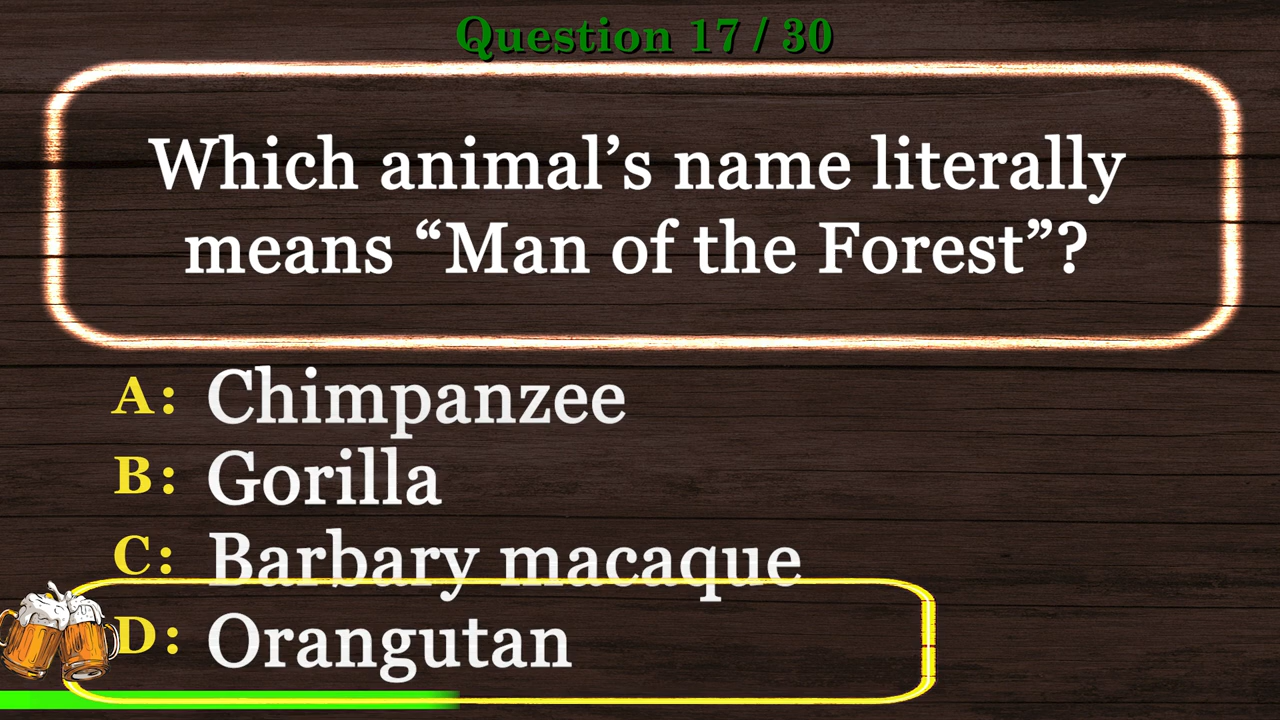 Question 17 / 30
Which animal’s name literally
means “Man of the Forest”?
A: Chimpanzee
B: Gorilla
C: Barbary macaque
D: Orangutan